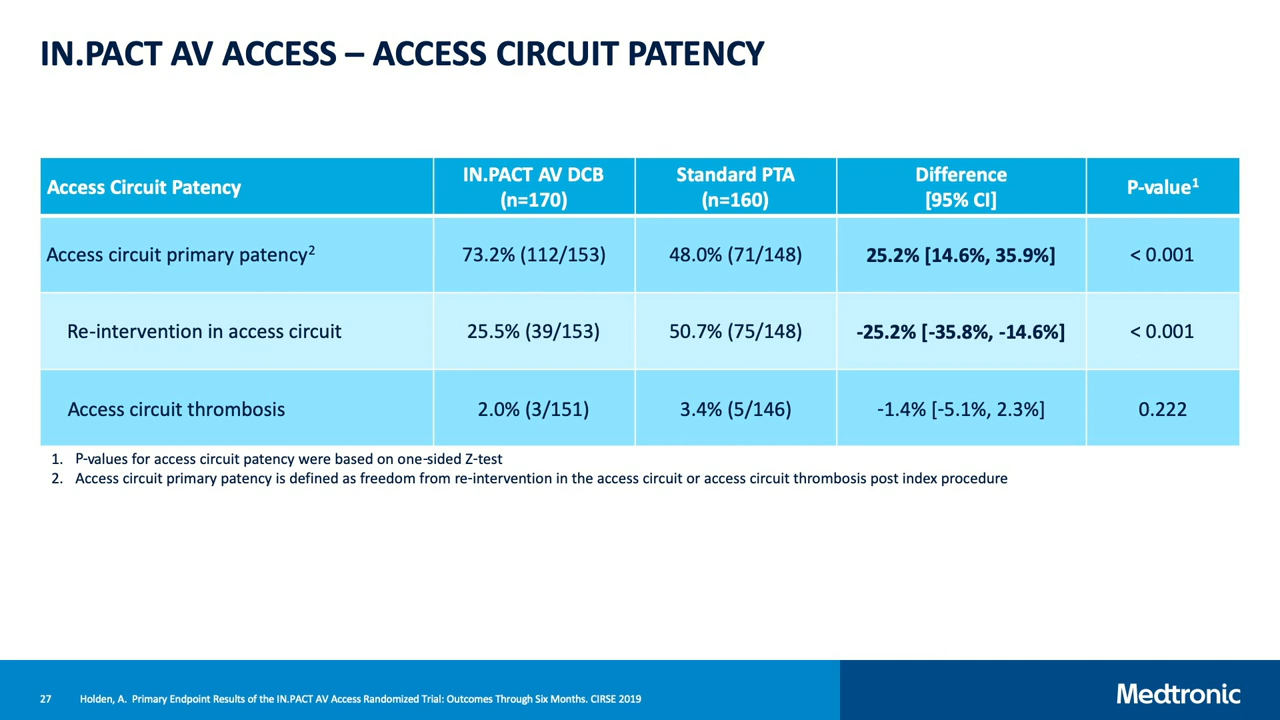 IN.PACT AV ACCESS – ACCESS CIRCUIT PATENCY
Access Circuit Patency
IN.PACT AV DCB
(n=170)
Standard PTA
(n=160)
Difference
[95% CI]
P-value¹
Access circuit primary patency²
73.2% (112/153)
48.0% (71/148)
25.2% [14.6%, 35.9%]
< 0.001
Re-intervention in access circuit
25.5% (39/153)
50.7% (75/148)
-25.2% [-35.8%, -14.6%]
< 0.001
Access circuit thrombosis
2.0% (3/151)
3.4% (5/146)
-1.4% [-5.1%, 2.3%]
0.222
1. P-values for access circuit patency were based on one-sided Z-test
2. Access circuit primary patency is defined as freedom from re-intervention in the access circuit or access circuit thrombosis post index procedure
27 Holden, A. Primary Endpoint Results of the IN.PACT AV Access Randomized Trial: Outcomes Through Six Months. CIRSE 2019
Medtronic